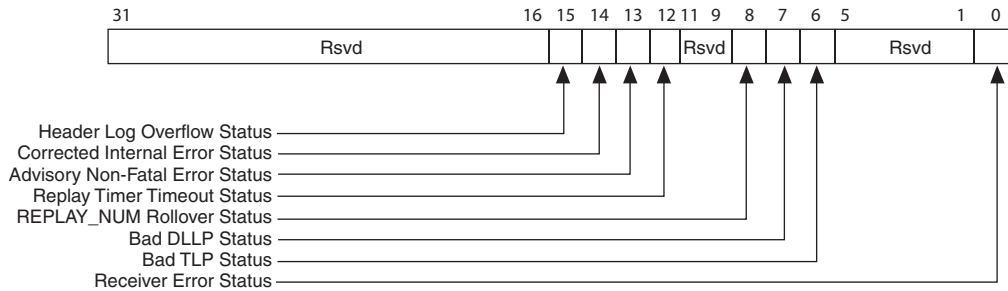 31 16 15 14 13 12 11 9 8 7 6 5 1 0
Rsvd Rsvd Rsvd
Header Log Overflow Status
Corrected Internal Error Status
Advisory Non-Fatal Error Status
Replay Timer Timeout Status
REPLAY_NUM Rollover Status
Bad DLLP Status
Bad TLP Status
Receiver Error Status